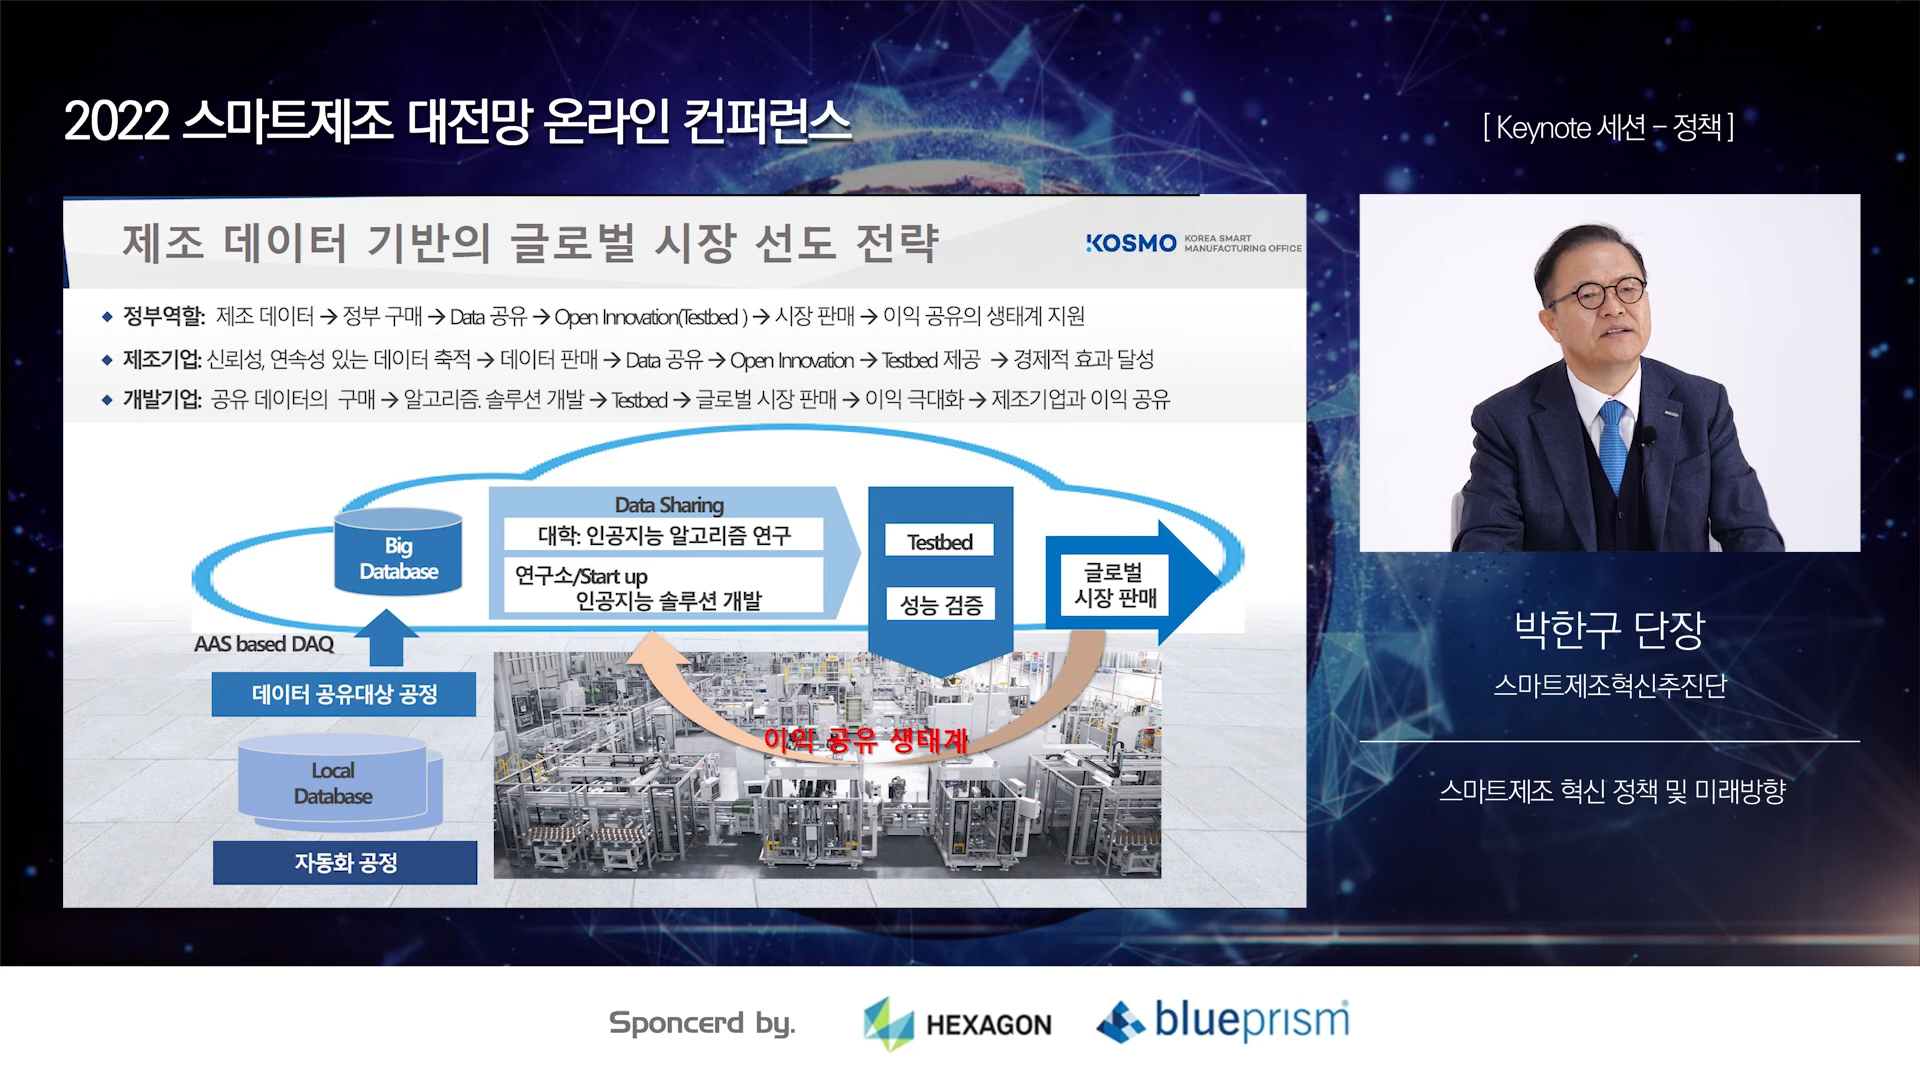 2022 스마트제조 대전망 온라인 컨퍼런스
[ Keynote 세션 – 정책 ]
제조 데이터 기반의 글로벌 시장 선도 전략
KOSMO KOREA SMART
MANUFACTURING OFFICE
◆ 정부역할: 제조 데이터 → 정부 구매 → Data 공유 → Open Innovation(Testbed ) → 시장 판매 → 이익 공유의 생태계 지원
◆ 제조기업: 신뢰성, 연속성 있는 데이터 축적 → 데이터 판매 → Data 공유 → Open Innovation → Testbed 제공 → 경제적 효과 달성
◆ 개발기업: 공유 데이터의 구매 → 알고리즘. 솔루션 개발 → Testbed → 글로벌 시장 판매 → 이익 극대화 → 제조기업과 이익 공유
Big
Database
Data Sharing
대학: 인공지능 알고리즘 연구
연구소/Start up
인공지능 솔루션 개발
Testbed
성능 검증
글로벌
시장 판매
AAS based DAQ
데이터 공유대상 공정
Local
Database
자동화 공정
이익 공유 생태계
박한구 단장
스마트제조혁신추진단
스마트제조 혁신 정책 및 미래방향
Sponcerd by.
HEXAGON
blueprism